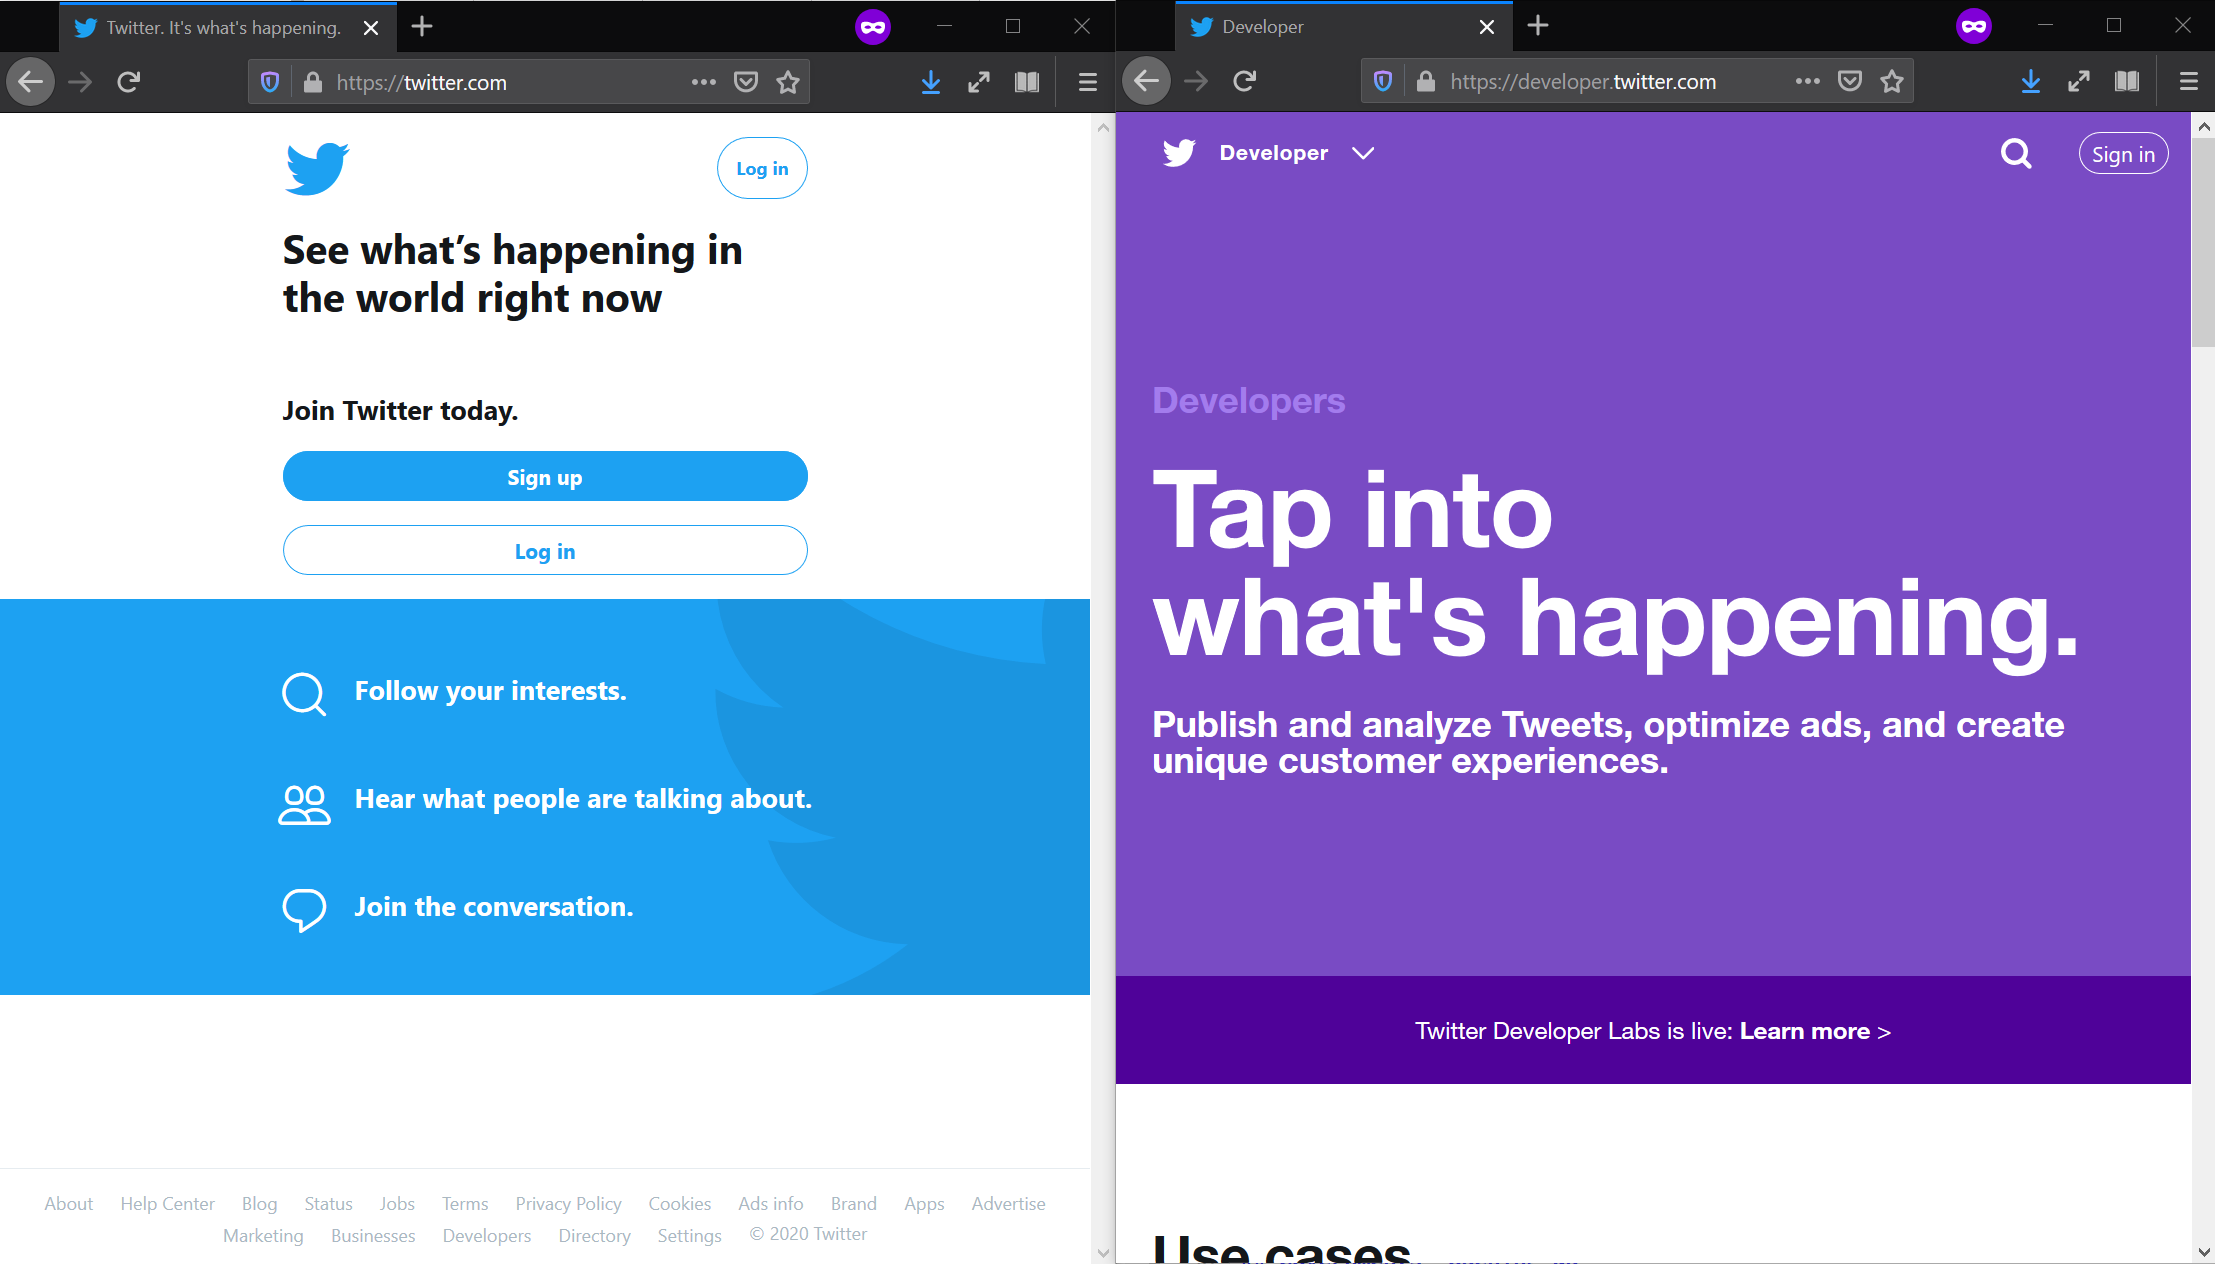 Twitter. It's what's happening.
https://twitter.com
Log in
See what’s happening in
the world right now
Join Twitter today.
Sign up
Log in
Follow your interests.
Hear what people are talking about.
Join the conversation.
About Help Center Blog Status Jobs Terms Privacy Policy Cookies Ads info Brand Apps Advertise
Marketing Businesses Developers Directory Settings © 2020 Twitter
Developer
https://developer.twitter.com
Developer
Sign in
Developers
Tap into
what's happening.
Publish and analyze Tweets, optimize ads, and create
unique customer experiences.
Twitter Developer Labs is live: Learn more >
Use cases